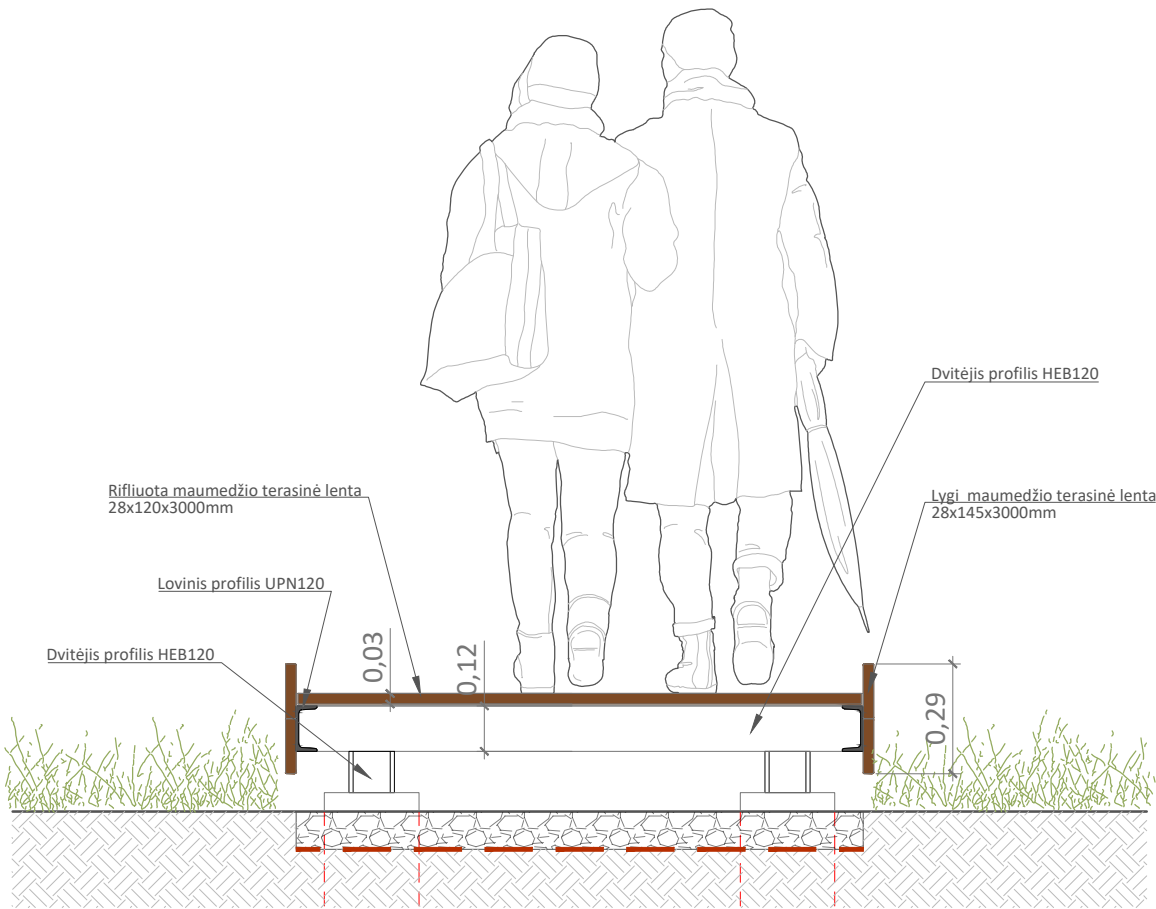 Dvitėjis profilis HEB120
Rifliuota maumedžio terasinė lenta
28x120x3000mm
Lygi maumedžio terasinė lenta
28x145x3000mm
Lovinis profilis UPN120
Dvitėjis profilis HEB120
0,03
0,12
0,29